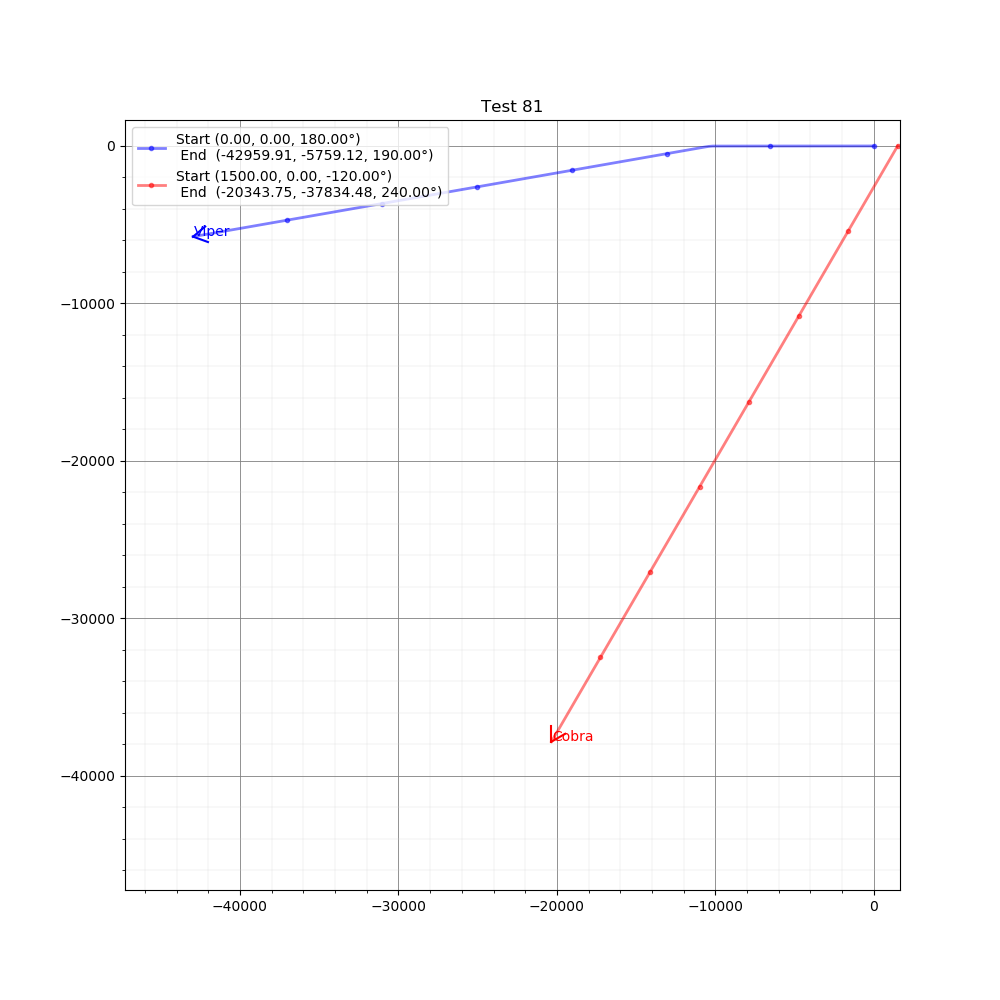 Test 81
Start (0.00, 0.00, 180.00°)
End (-42959.91, -5759.12, 190.00°)
Start (1500.00, 0.00, -120.00°)
End (-20343.75, -37834.48, 240.00°)
Viper
Cobra
0
−10000
−20000
−30000
−40000
−40000 −30000 −20000 −10000 0